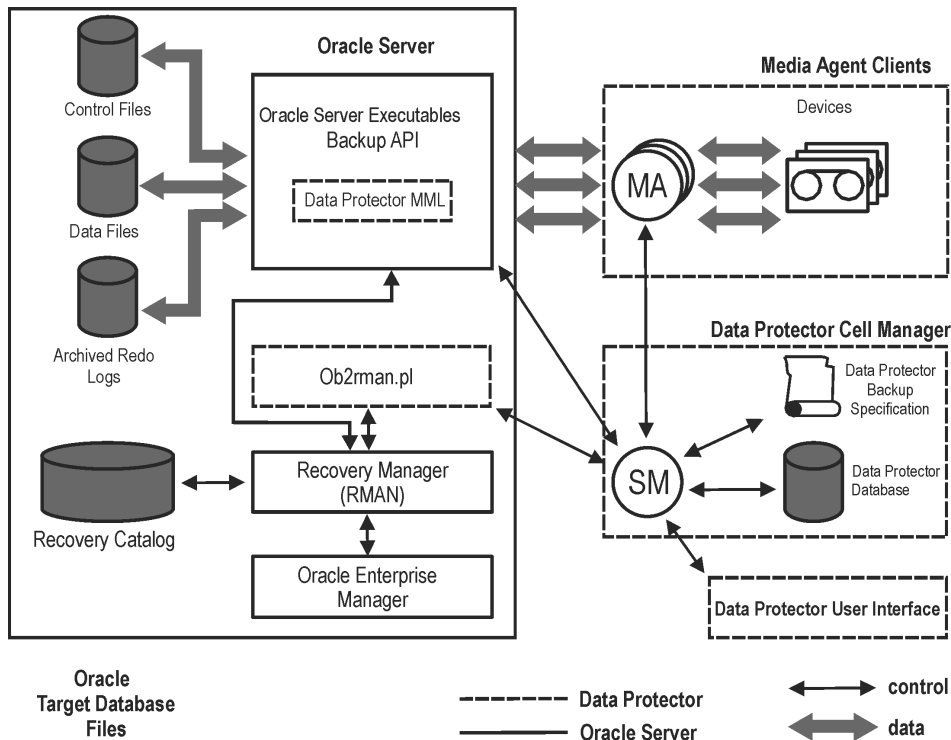 Oracle Server
Control Files
Data Files
Archived Redo
Logs
Oracle Server Executables
Backup API
Data Protector MML
Ob2rman.pl
Recovery Manager
(RMAN)
Recovery Catalog
Oracle Enterprise
Manager
Media Agent Clients
Devices
MA
Data Protector Cell Manager
Data Protector
Backup
Specification
SM
Data Protector
Database
Data Protector User Interface
Oracle
Target Database
Files
Data Protector
Oracle Server
control
data